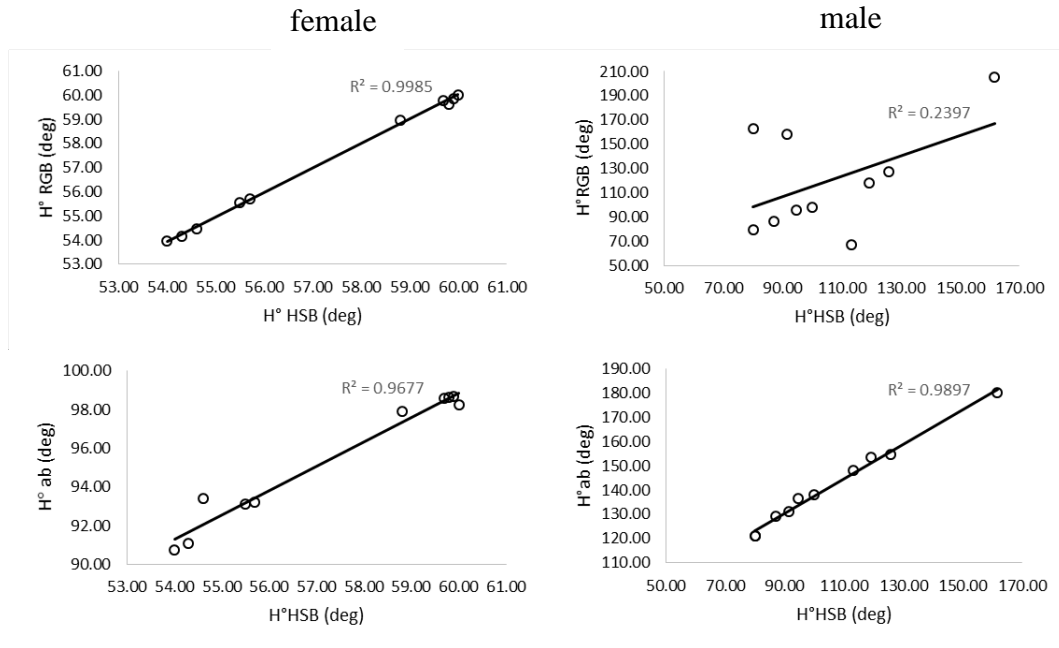 female
male
61.00
60.00
59.00
58.00
57.00
56.00
55.00
54.00
53.00
H° RGB (deg)
R² = 0.9985
53.00 54.00 55.00 56.00 57.00 58.00 59.00 60.00 61.00
H° HSB (deg)
210.00
190.00
170.00
150.00
130.00
110.00
90.00
70.00
50.00
H°RGB (deg)
R² = 0.2397
50.00 70.00 90.00 110.00 130.00 150.00 170.00
H°HSB (deg)
100.00
98.00
96.00
94.00
92.00
90.00
H° ab (deg)
R² = 0.9677
53.00 54.00 55.00 56.00 57.00 58.00 59.00 60.00 61.00
H°HSB (deg)
190.00
180.00
170.00
160.00
150.00
140.00
130.00
120.00
110.00
H°ab (deg)
R² = 0.9897
50.00 70.00 90.00 110.00 130.00 150.00 170.00
H°HSB (deg)